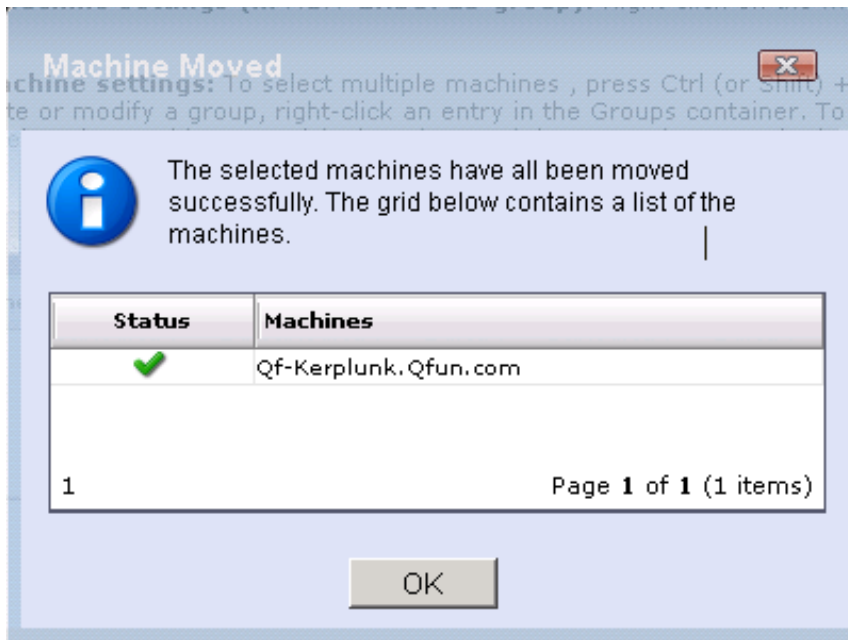 Machine Moved
chine settings: To select multiple machines , press Ctrl (or Shift) +
te or modify a group, right-click an entry in the Groups container. To
The selected machines have all been moved
successfully. The grid below contains a list of the
machines.
Status Machines
Qf-Kerplunk.Qfun.com
1 Page 1 of 1 (1 items)
OK